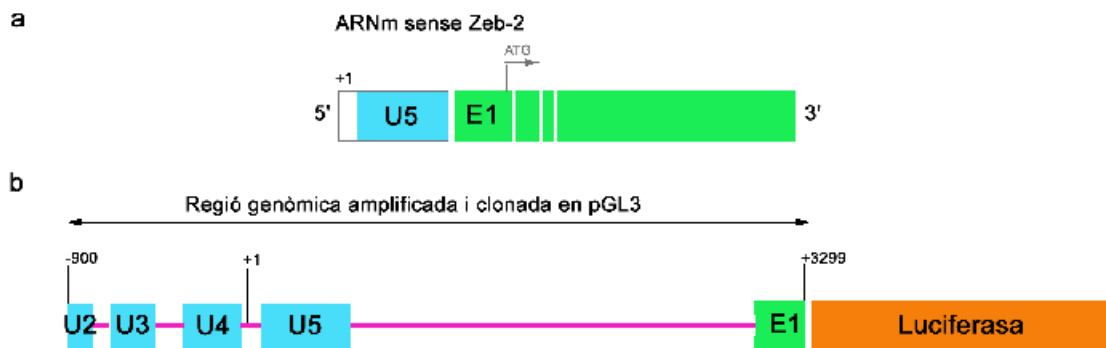 a
ARNm sense Zeb-2
ATG
+1
5' U5 E1 3'
b
Regió genòmica amplificada i clonada en pGL3
-900 +1 +3299
U2 U3 U4 U5 E1 Luciferasa